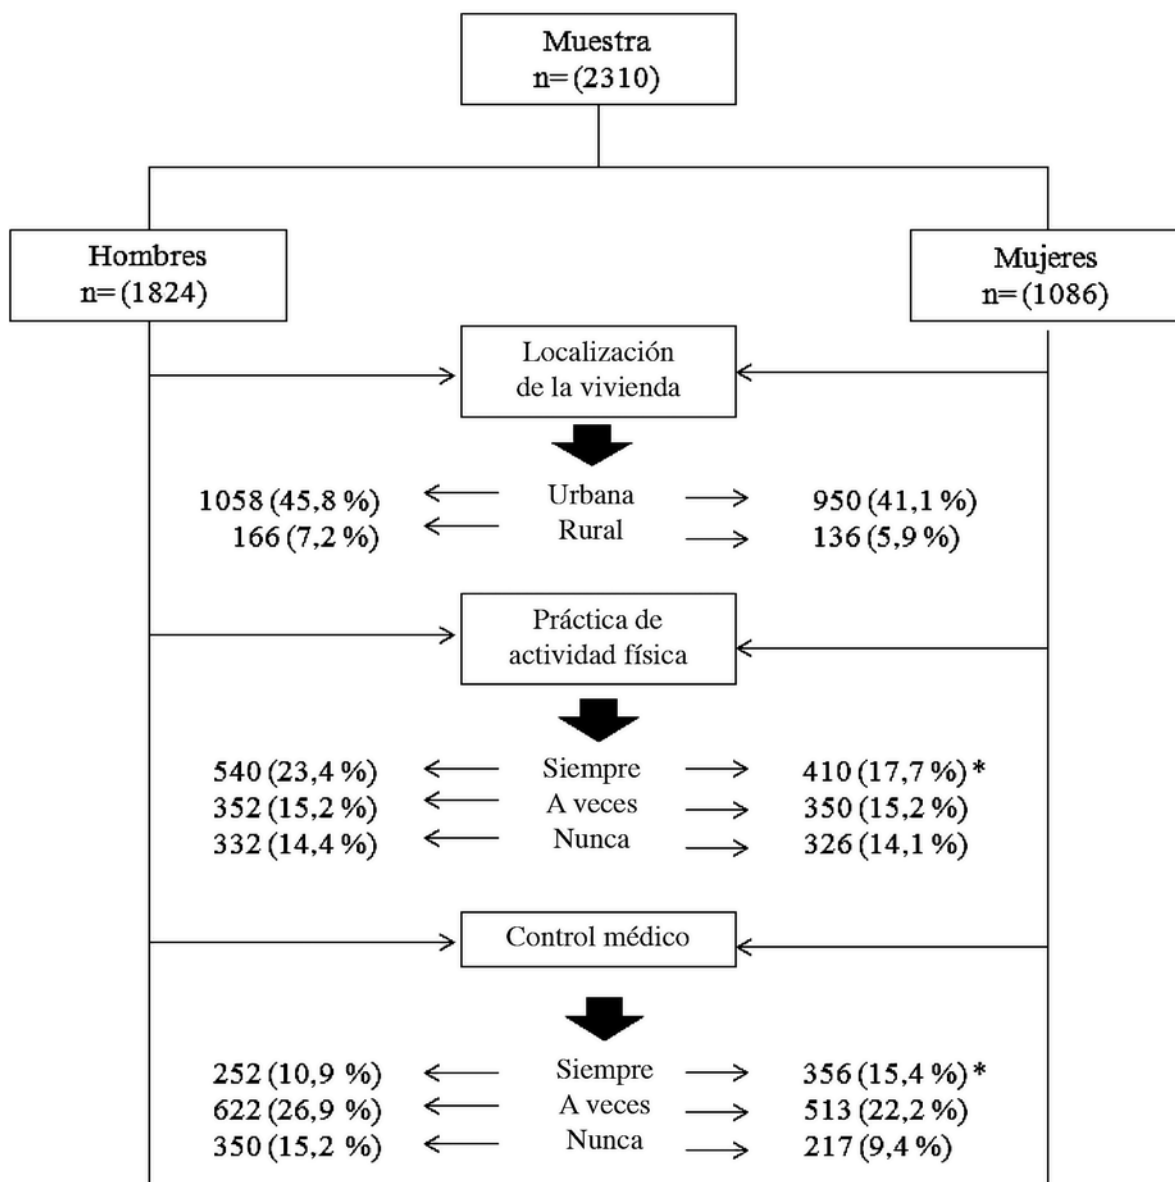 Muestra
n= (2310)
Hombres
n= (1824)
Mujeres
n= (1086)
Localización
de la vivienda
1058 (45,8 %) Urbana 950 (41,1 %)
166 (7,2 %) Rural 136 (5,9 %)
Práctica de
actividad física
540 (23,4 %) Siempre 410 (17,7 %) *
352 (15,2 %) A veces 350 (15,2 %)
332 (14,4 %) Nunca 326 (14,1 %)
Control médico
252 (10,9 %) Siempre 356 (15,4 %) *
622 (26,9 %) A veces 513 (22,2 %)
350 (15,2 %) Nunca 217 (9,4 %)